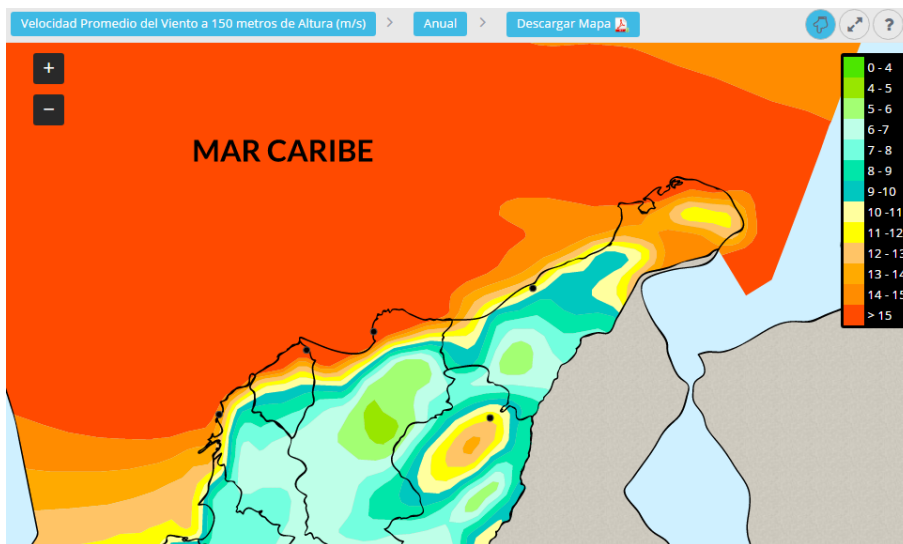 Velocidad Promedio del Viento a 150 metros de Altura (m/s) > Anual > Descargar Mapa ?
+
−
MAR CARIBE
0 - 4
4 - 5
5 - 6
6 -7
7 - 8
8 - 9
9 -10
10 -11
11 -12
12 - 13
13 - 14
14 - 15
> 15